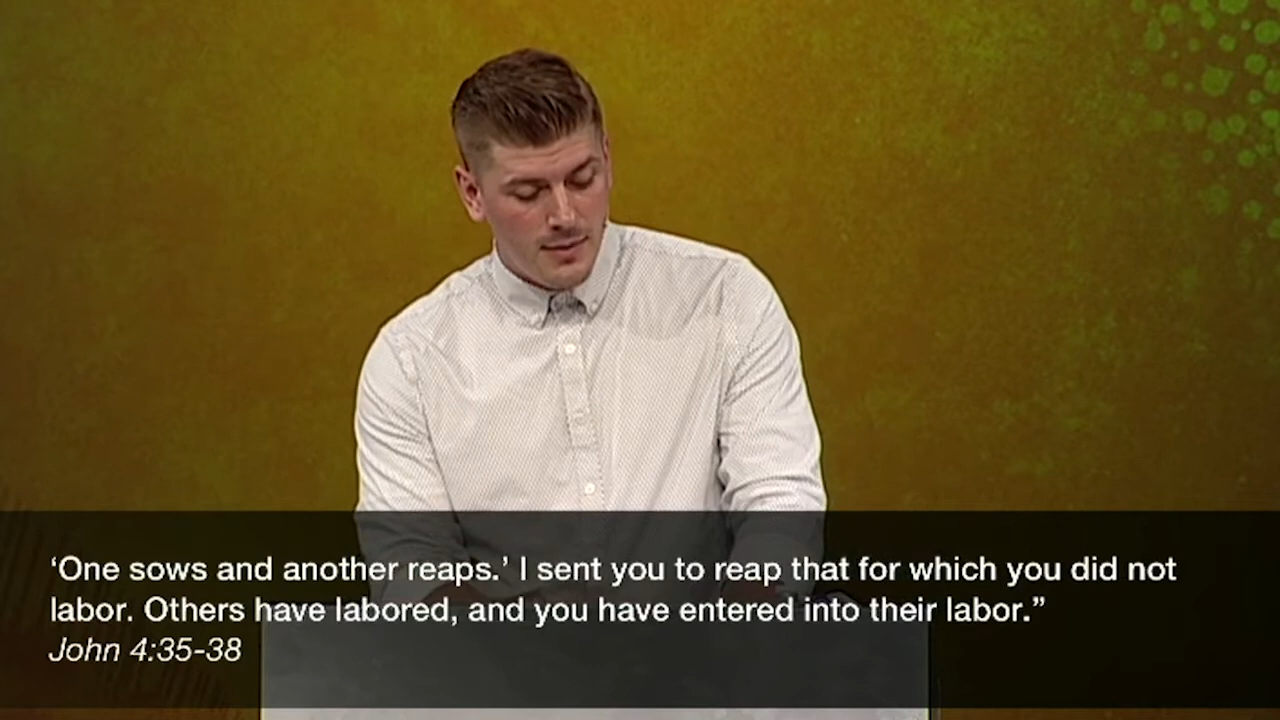 ‘One sows and another reaps.’ I sent you to reap that for which you did not
labor. Others have labored, and you have entered into their labor.”
John 4:35-38